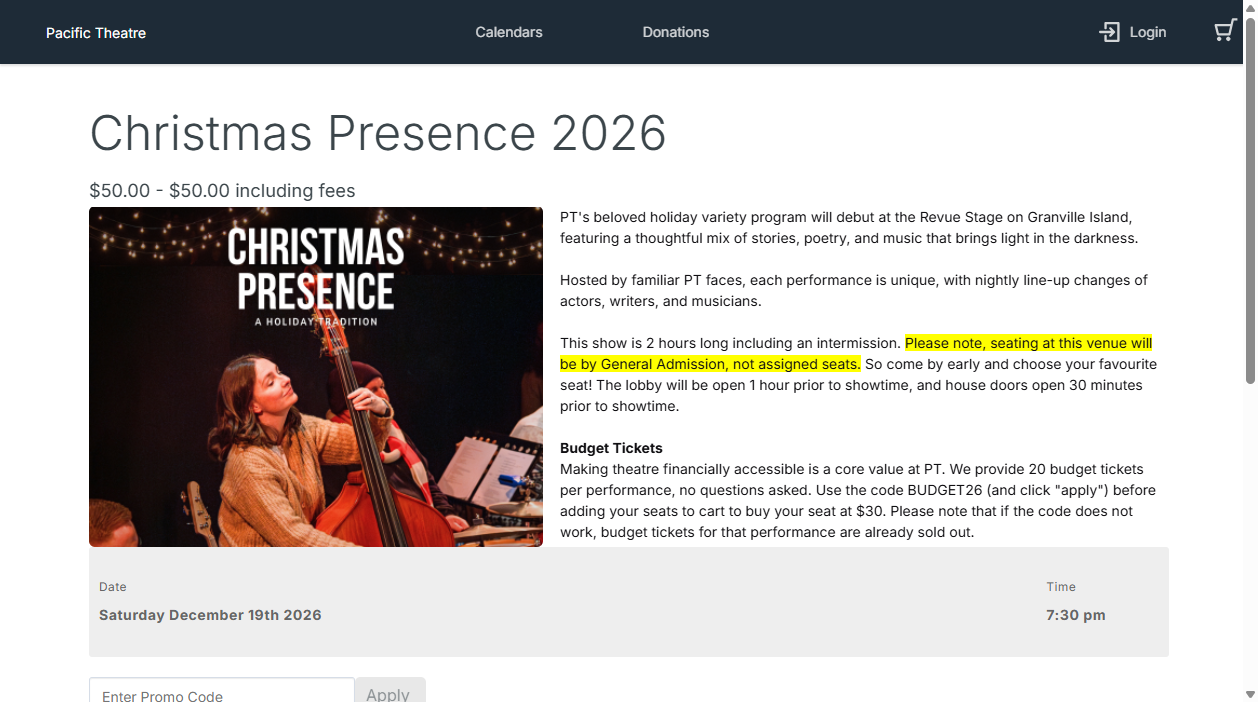 Pacific Theatre
Calendars
Donations
Login
Christmas Presence 2026
$50.00 - $50.00 including fees
CHRISTMAS
PRESENCE
A HOLIDAY TRADITION
PT's beloved holiday variety program will debut at the Revue Stage on Granville Island,
featuring a thoughtful mix of stories, poetry, and music that brings light in the darkness.
Hosted by familiar PT faces, each performance is unique, with nightly line-up changes of
actors, writers, and musicians.
This show is 2 hours long including an intermission. Please note, seating at this venue will
be by General Admission, not assigned seats. So come by early and choose your favourite
seat! The lobby will be open 1 hour prior to showtime, and house doors open 30 minutes
prior to showtime.
Budget Tickets
Making theatre financially accessible is a core value at PT. We provide 20 budget tickets
per performance, no questions asked. Use the code BUDGET26 (and click "apply") before
adding your seats to cart to buy your seat at $30. Please note that if the code does not
work, budget tickets for that performance are already sold out.
Date
Saturday December 19th 2026
Time
7:30 pm
Enter Promo Code
Apply